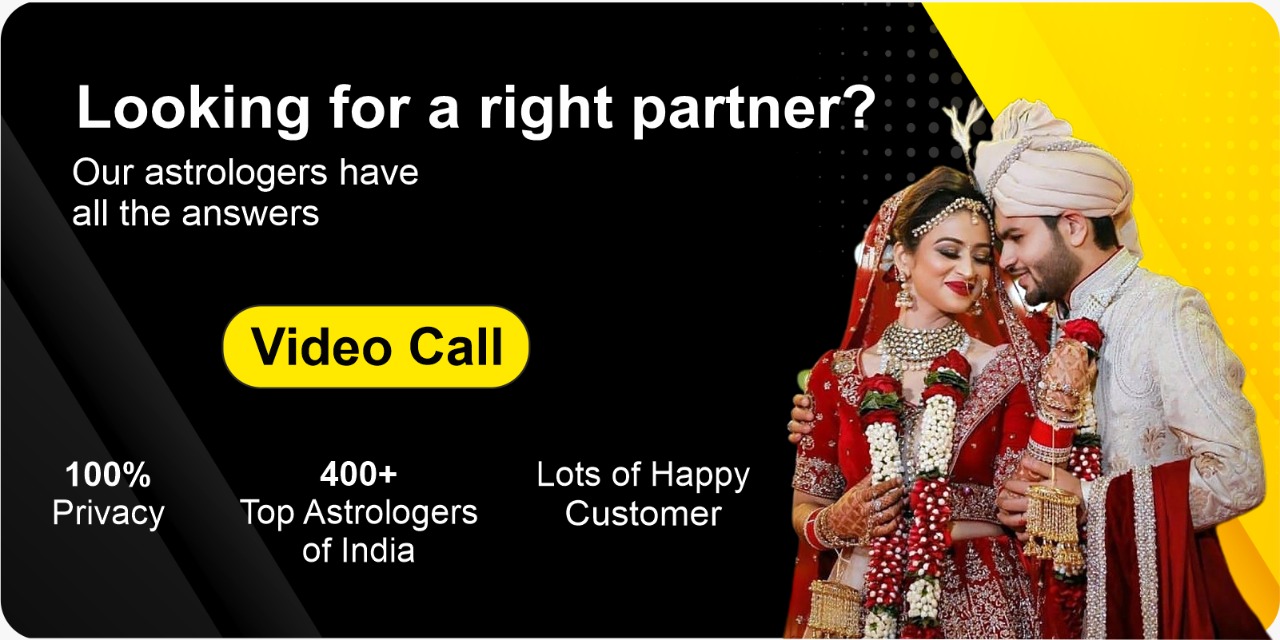 Looking for a right partner?
Our astrologers have
all the answers
Video Call
100%
Privacy
400+
Top Astrologers
of India
Lots of Happy
Customer